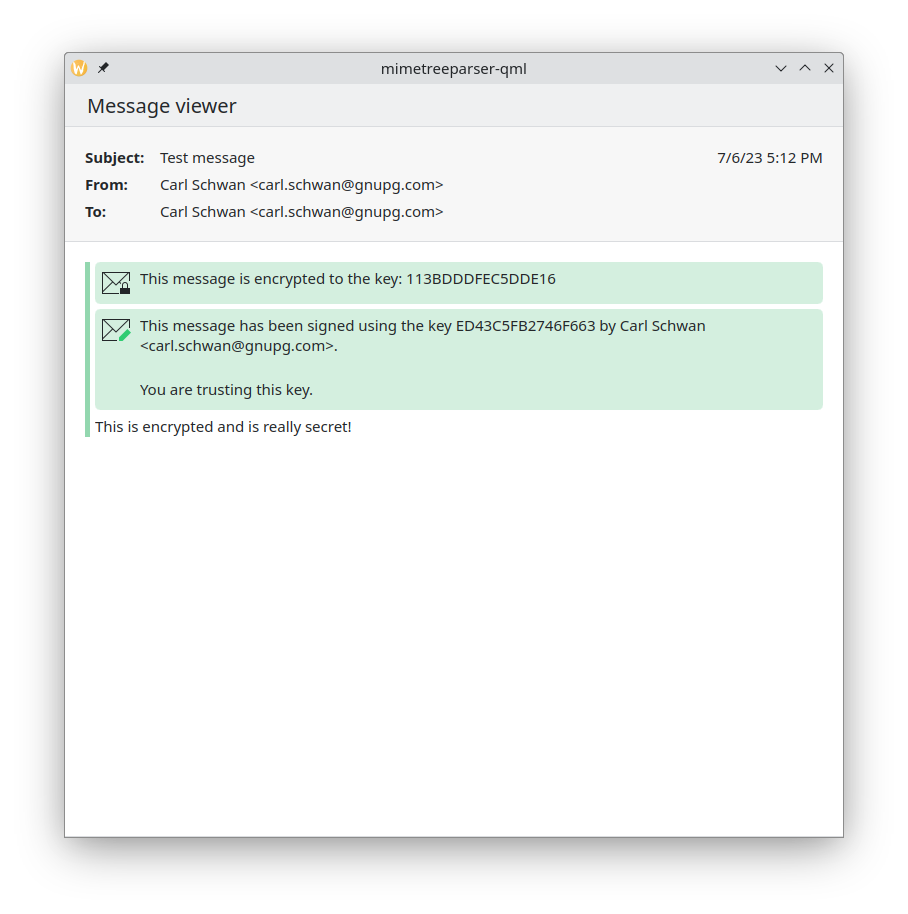 mimetreeparser-qml
Message viewer
Subject: Test message 7/6/23 5:12 PM
From: Carl Schwan <carl.schwan@gnupg.com>
To: Carl Schwan <carl.schwan@gnupg.com>
This message is encrypted to the key: 113BDDDFEC5DDE16
This message has been signed using the key ED43C5FB2746F663 by Carl Schwan
<carl.schwan@gnupg.com>.
You are trusting this key.
This is encrypted and is really secret!